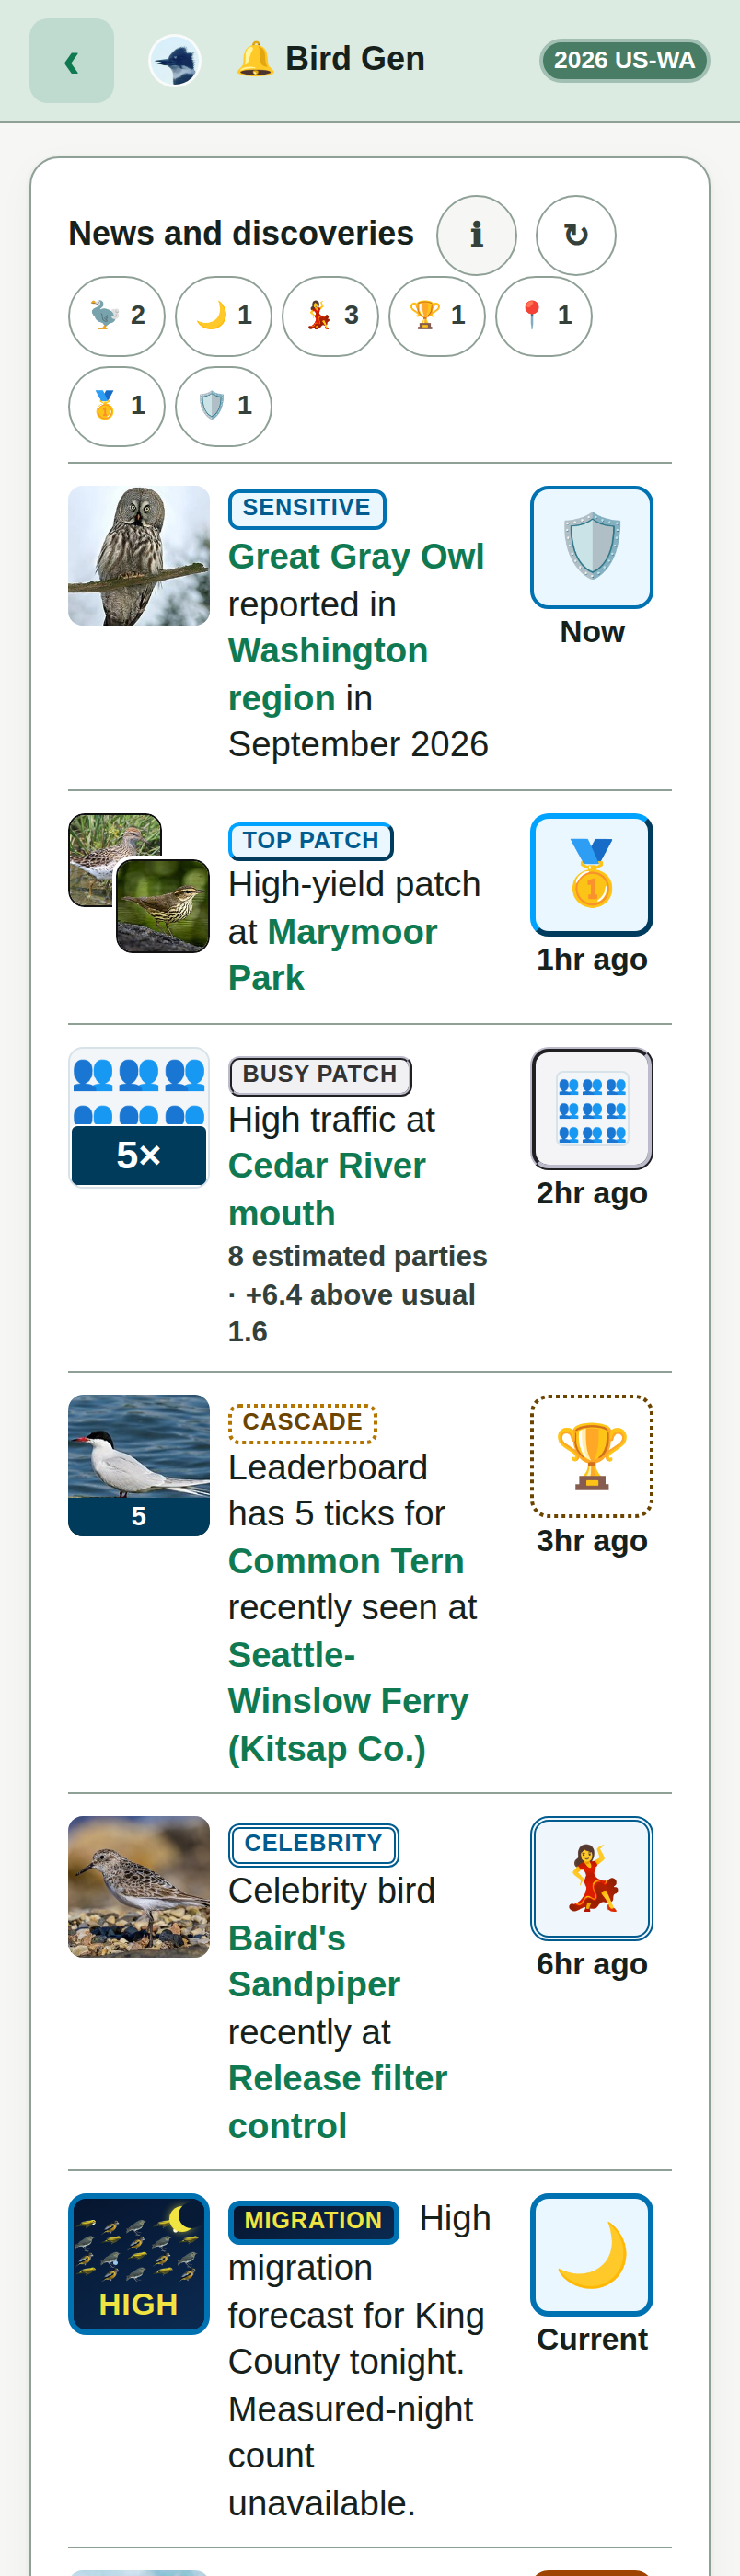 ‹ 🔔 Bird Gen 2026 US-WA
News and discoveries ℹ ↻
🦤 2 🌙 1 💃 3 🏆 1 📍 1
🥇 1 🛡️ 1
SENSITIVE
Great Gray Owl
reported in
Washington
region in
September 2026
Now
TOP PATCH
High-yield patch
at Marymoor
Park
1hr ago
5×
BUSY PATCH
High traffic at
Cedar River
mouth
8 estimated parties
· +6.4 above usual
1.6
2hr ago
5
CASCADE
Leaderboard
has 5 ticks for
Common Tern
recently seen at
Seattle-
Winslow Ferry
(Kitsap Co.)
3hr ago
CELEBRITY
Celebrity bird
Baird's
Sandpiper
recently at
Release filter
control
6hr ago
HIGH
MIGRATION High
migration
forecast for King
County tonight.
Measured-night
count
unavailable.
Current